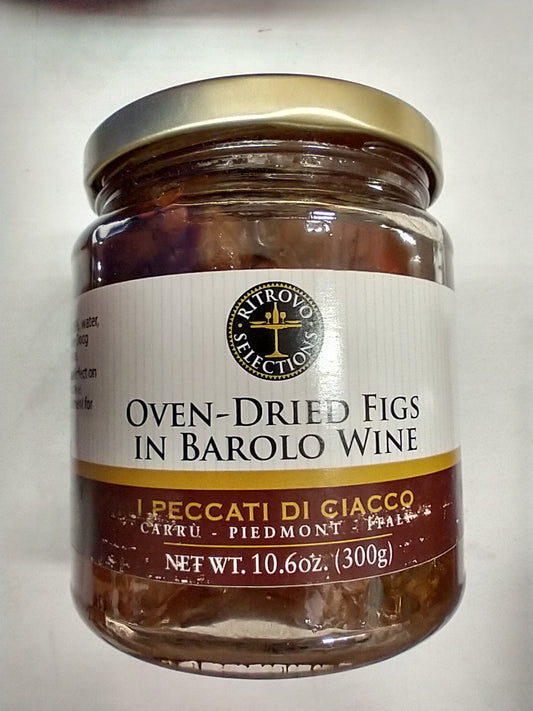 RITROVO
SELECTIONS
water,
OVEN-DRIED FIGS
IN BAROLO WINE
I PECCATI DI CIACCO
CARRÙ - PIEDMONT - ITALY
NET WT. 10.6oz. (300g)